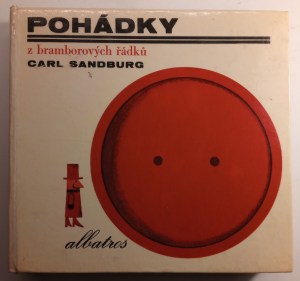 POHÁDKY
z bramborových řádků
CARL SANDBURG
albatros